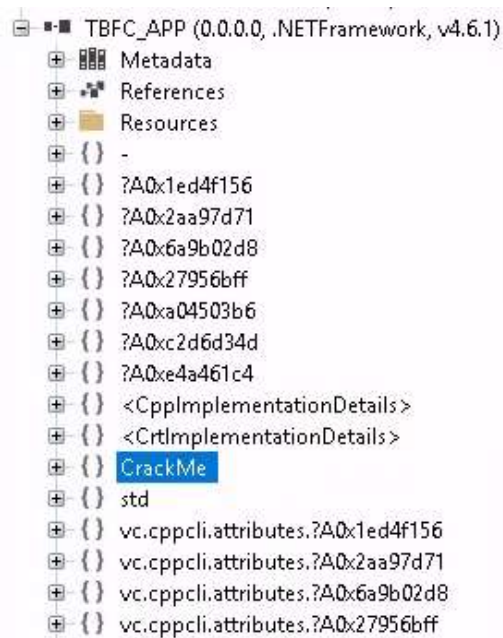 TBFC_APP (0.0.0.0, .NETFramework, v4.6.1)
Metadata
References
Resources
{ } -
{ } ?A0x1ed4f156
{ } ?A0x2aa97d71
{ } ?A0x6a9b02d8
{ } ?A0x27956bff
{ } ?A0xa04503b6
{ } ?A0xc2d6d34d
{ } ?A0xe4a461c4
{ } <CppImplementationDetails>
{ } <CrtImplementationDetails>
{ } CrackMe
{ } std
{ } vc.cppcli.attributes.?A0x1ed4f156
{ } vc.cppcli.attributes.?A0x2aa97d71
{ } vc.cppcli.attributes.?A0x6a9b02d8
{ } vc.cppcli.attributes.?A0x27956bff